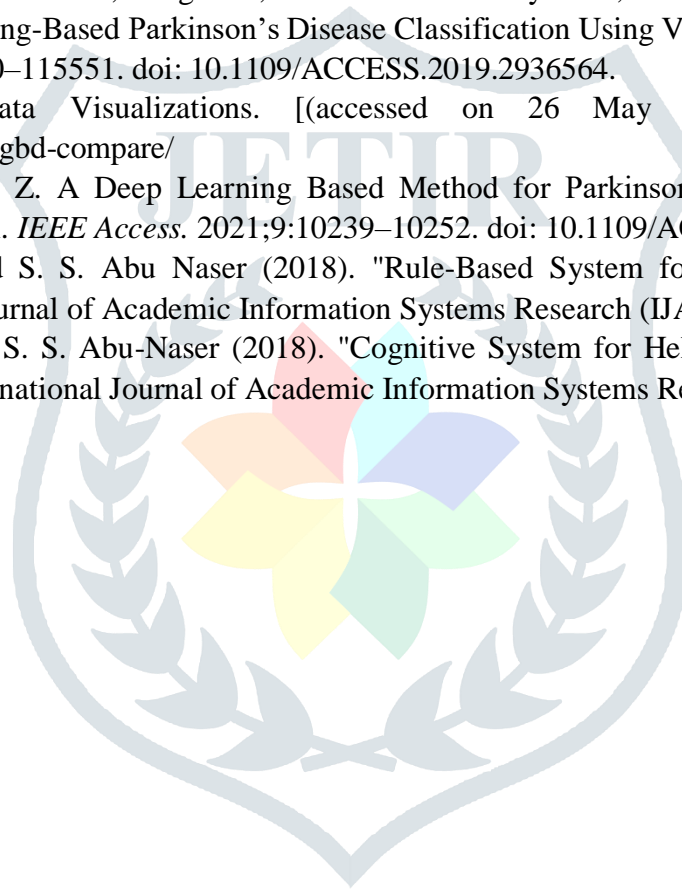 ng-Based Parkinson's Disease Classification Using V
0–115551. doi: 10.1109/ACCESS.2019.2936564.
ata Visualizations. [(accessed on 26 May
gbd-compare/
JETIR
Z. A Deep Learning Based Method for Parkinson
. IEEE Access. 2021;9:10239–10252. doi: 10.1109/A
d S. S. Abu Naser (2018). "Rule-Based System fo
urnal of Academic Information Systems Research (IJA
S. S. Abu-Naser (2018). "Cognitive System for Hel
national Journal of Academic Information Systems Re